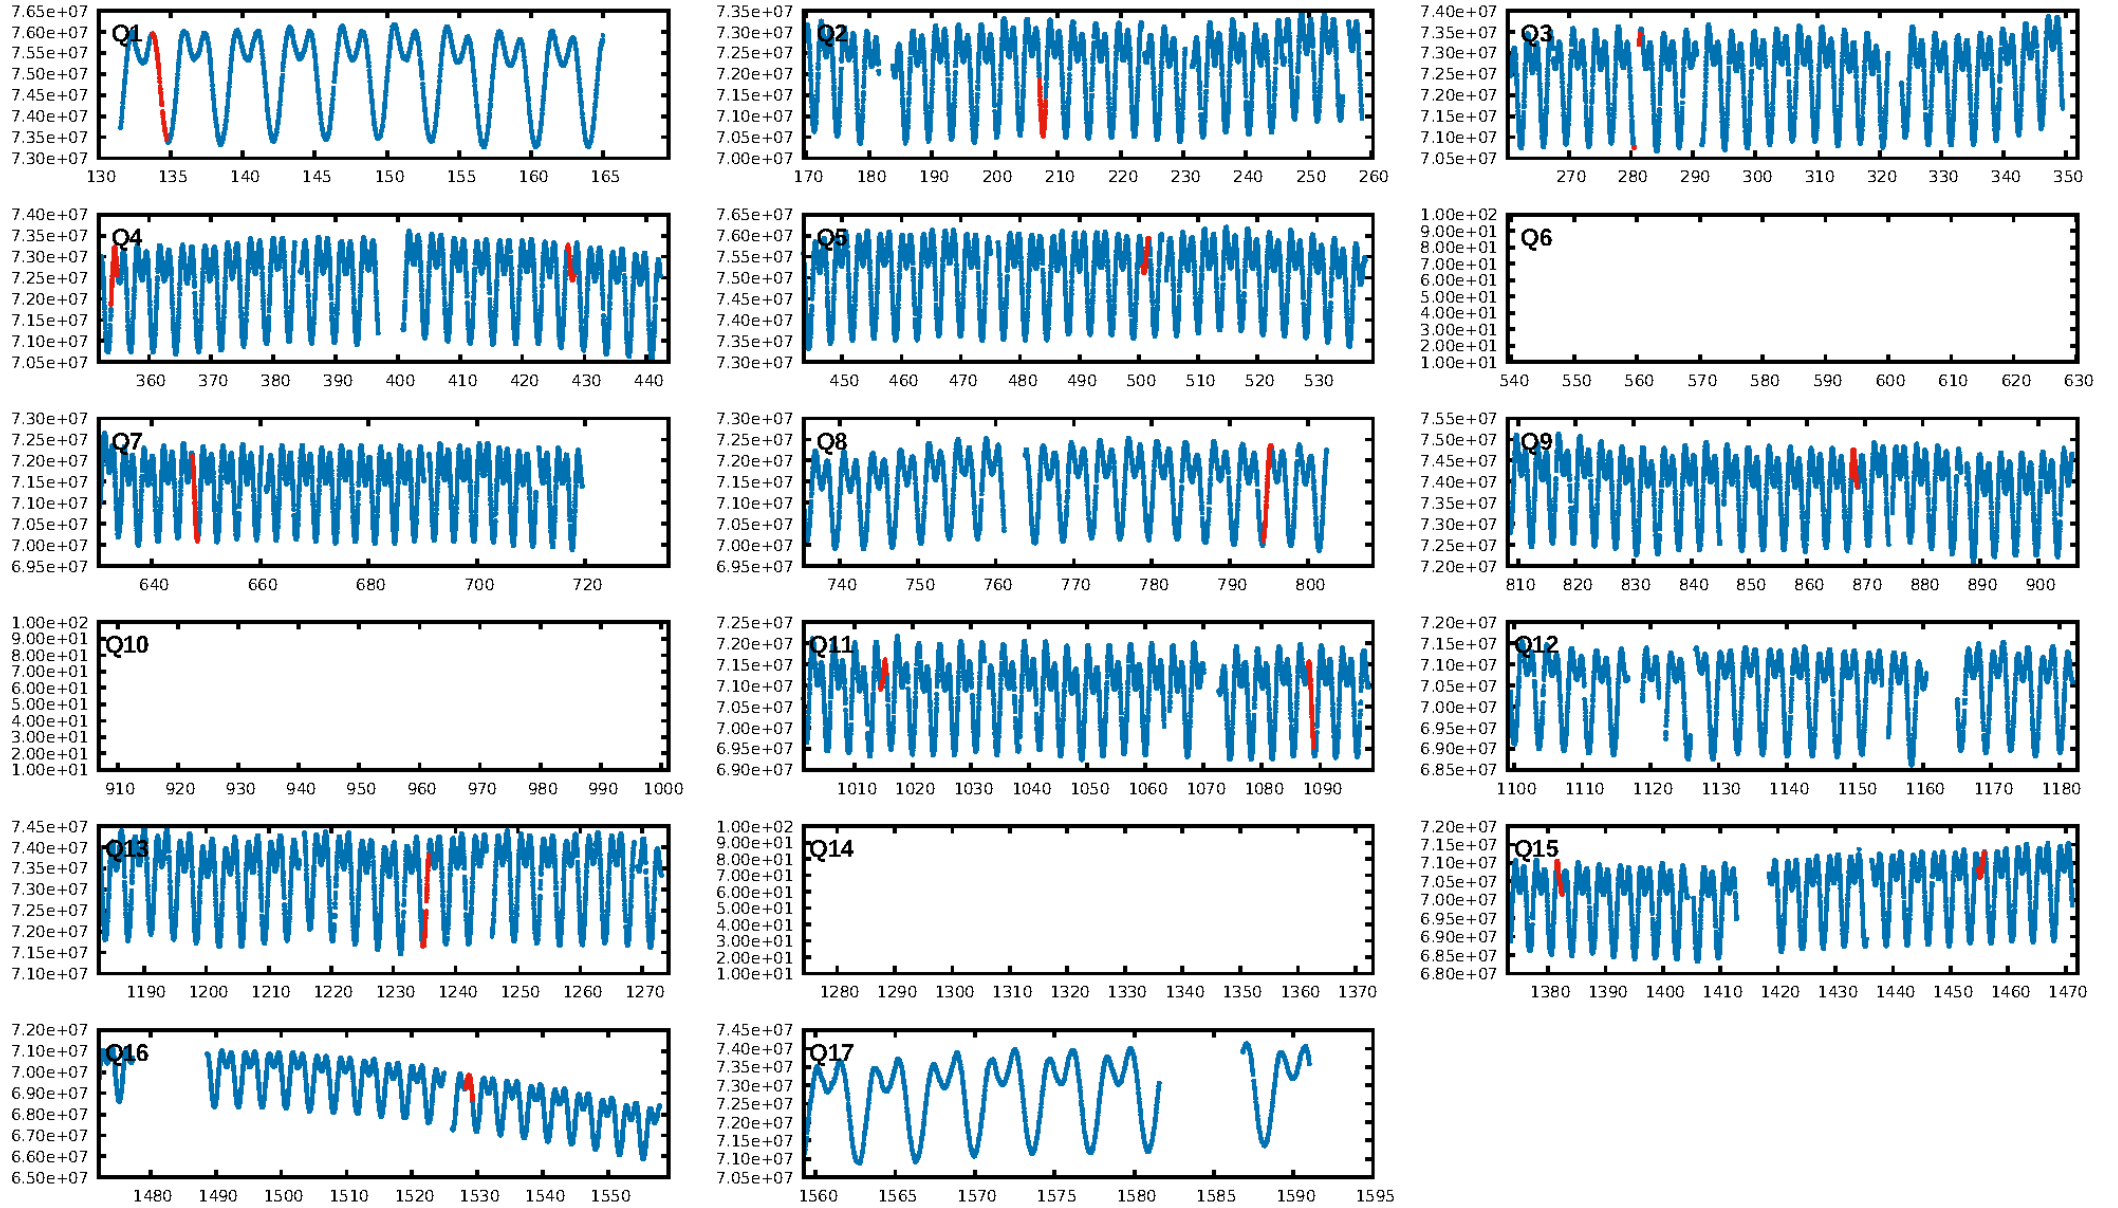 7.65e+07
7.60e+07
Q1
7.55e+07
7.50e+07
7.45e+07
7.40e+07
7.35e+07
7.30e+07
130 135 140 145 150 155 160 165
7.35e+07
7.30e+07
Q2
7.25e+07
7.20e+07
7.15e+07
7.10e+07
7.05e+07
7.00e+07
170 180 190 200 210 220 230 240 250 260
7.40e+07
7.35e+07
Q3
7.30e+07
7.25e+07
7.20e+07
7.15e+07
7.10e+07
7.05e+07
270 280 290 300 310 320 330 340 350
7.40e+07
7.35e+07
Q4
7.30e+07
7.25e+07
7.20e+07
7.15e+07
7.10e+07
7.05e+07
360 370 380 390 400 410 420 430 440
7.65e+07
7.60e+07
Q5
7.55e+07
7.50e+07
7.45e+07
7.40e+07
7.35e+07
7.30e+07
450 460 470 480 490 500 510 520 530
1.00e+02
9.00e+01
Q6
8.00e+01
7.00e+01
6.00e+01
5.00e+01
4.00e+01
3.00e+01
2.00e+01
1.00e+01
540 550 560 570 580 590 600 610 620 630
7.30e+07
7.25e+07
Q7
7.20e+07
7.15e+07
7.10e+07
7.05e+07
7.00e+07
6.95e+07
640 660 680 700 720
7.30e+07
7.25e+07
Q8
7.20e+07
7.15e+07
7.10e+07
7.05e+07
7.00e+07
6.95e+07
740 750 760 770 780 790 800
7.55e+07
7.50e+07
Q9
7.45e+07
7.40e+07
7.35e+07
7.30e+07
7.25e+07
7.20e+07
810 820 830 840 850 860 870 880 890 900
1.00e+02
9.00e+01
Q10
8.00e+01
7.00e+01
6.00e+01
5.00e+01
4.00e+01
3.00e+01
2.00e+01
1.00e+01
910 920 930 940 950 960 970 980 990 1000
7.25e+07
7.20e+07
Q11
7.15e+07
7.10e+07
7.05e+07
7.00e+07
6.95e+07
6.90e+07
1010 1020 1030 1040 1050 1060 1070 1080 1090
7.20e+07
7.15e+07
Q12
7.10e+07
7.05e+07
7.00e+07
6.95e+07
6.90e+07
6.85e+07
1100 1110 1120 1130 1140 1150 1160 1170 1180
7.45e+07
7.40e+07
Q13
7.35e+07
7.30e+07
7.25e+07
7.20e+07
7.15e+07
7.10e+07
1190 1200 1210 1220 1230 1240 1250 1260 1270
1.00e+02
9.00e+01
Q14
8.00e+01
7.00e+01
6.00e+01
5.00e+01
4.00e+01
3.00e+01
2.00e+01
1.00e+01
1280 1290 1300 1310 1320 1330 1340 1350 1360 1370
7.20e+07
7.15e+07
Q15
7.10e+07
7.05e+07
7.00e+07
6.95e+07
6.90e+07
6.85e+07
6.80e+07
1380 1390 1400 1410 1420 1430 1440 1450 1460 1470
7.20e+07
7.10e+07
Q16
7.00e+07
6.90e+07
6.80e+07
6.70e+07
6.60e+07
6.50e+07
1480 1490 1500 1510 1520 1530 1540 1550
7.45e+07
7.40e+07
Q17
7.35e+07
7.30e+07
7.25e+07
7.20e+07
7.15e+07
7.10e+07
7.05e+07
1560 1565 1570 1575 1580 1585 1590 1595